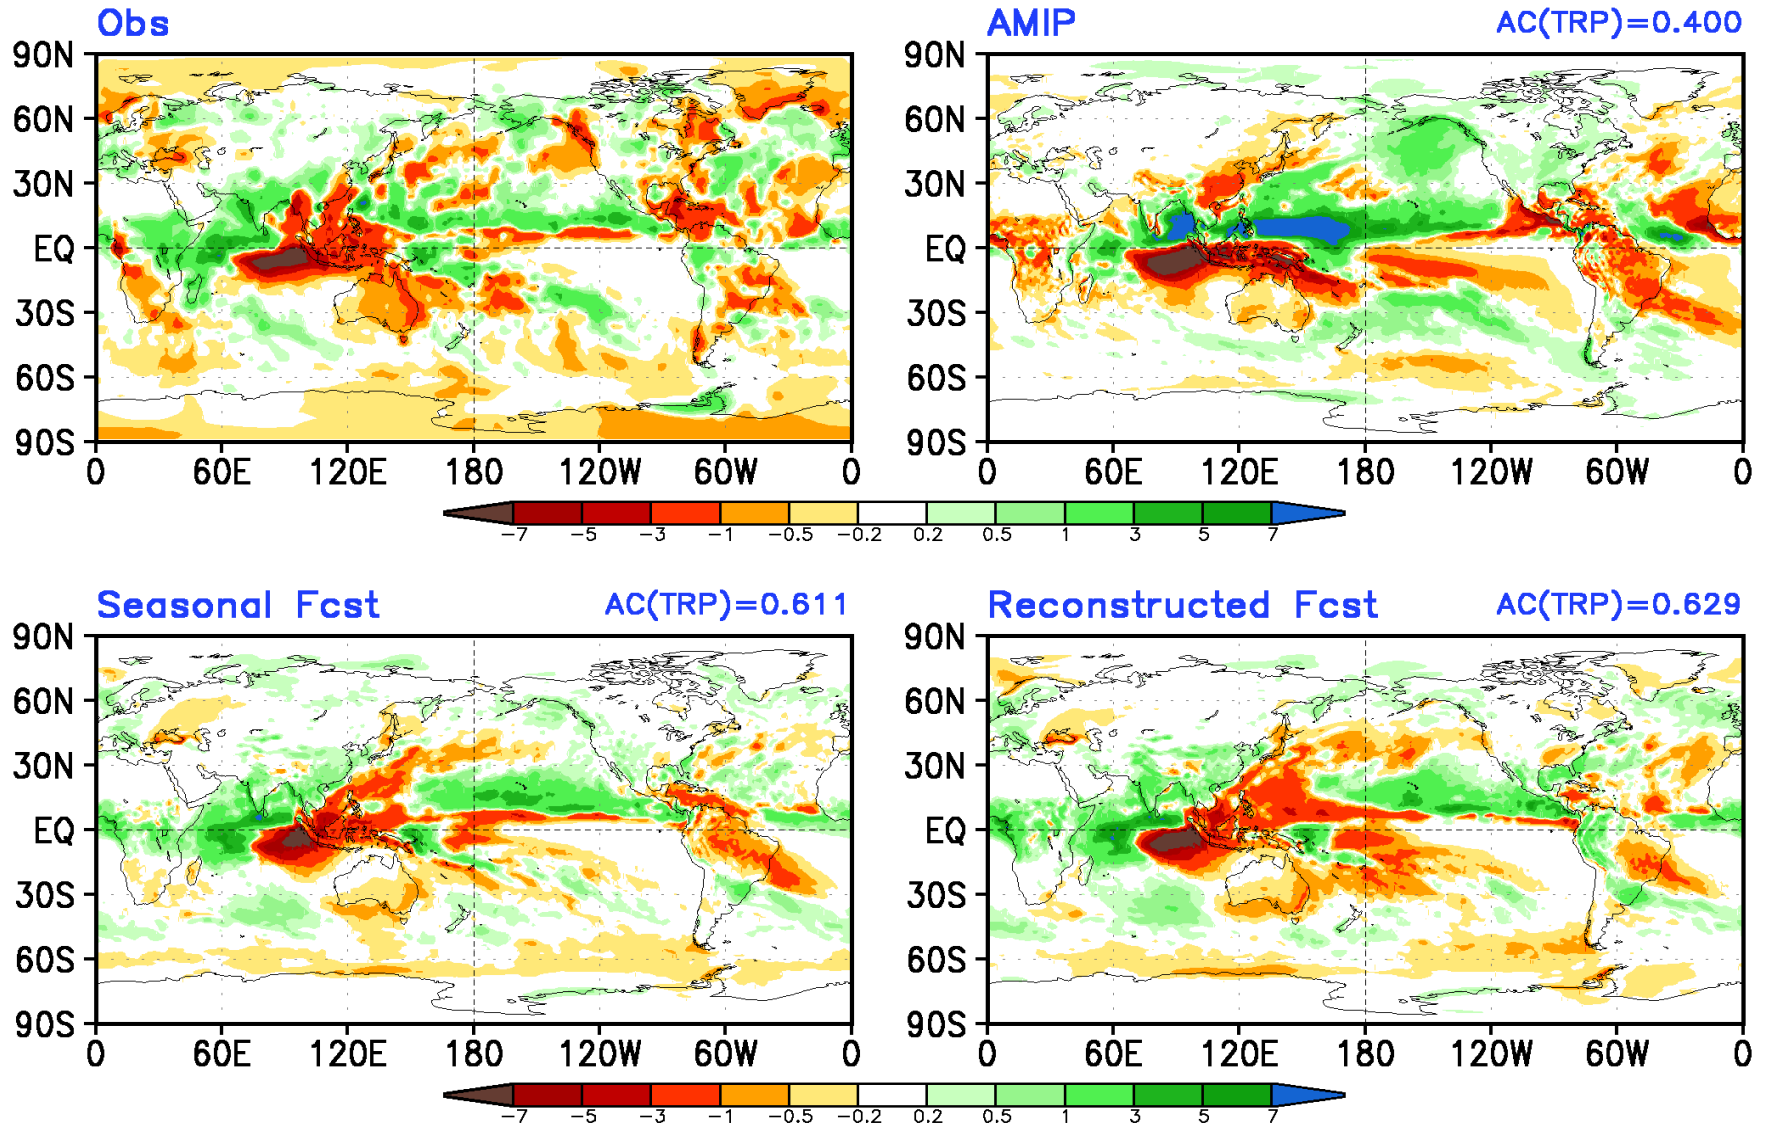 Obs
AMIP AC(TRP)=0.400
90N 90N
60N 60N
30N 30N
EQ EQ
30S 30S
60S 60S
90S 90S
0 60E 120E 180 120W 60W 0 0 60E 120E 180 120W 60W 0
-7 -5 -3 -1 -0.5 -0.2 0.2 0.5 1 3 5 7
Seasonal Fcst AC(TRP)=0.611
Reconstructed Fcst AC(TRP)=0.629
90N 90N
60N 60N
30N 30N
EQ EQ
30S 30S
60S 60S
90S 90S
0 60E 120E 180 120W 60W 0 0 60E 120E 180 120W 60W 0
-7 -5 -3 -1 -0.5 -0.2 0.2 0.5 1 3 5 7